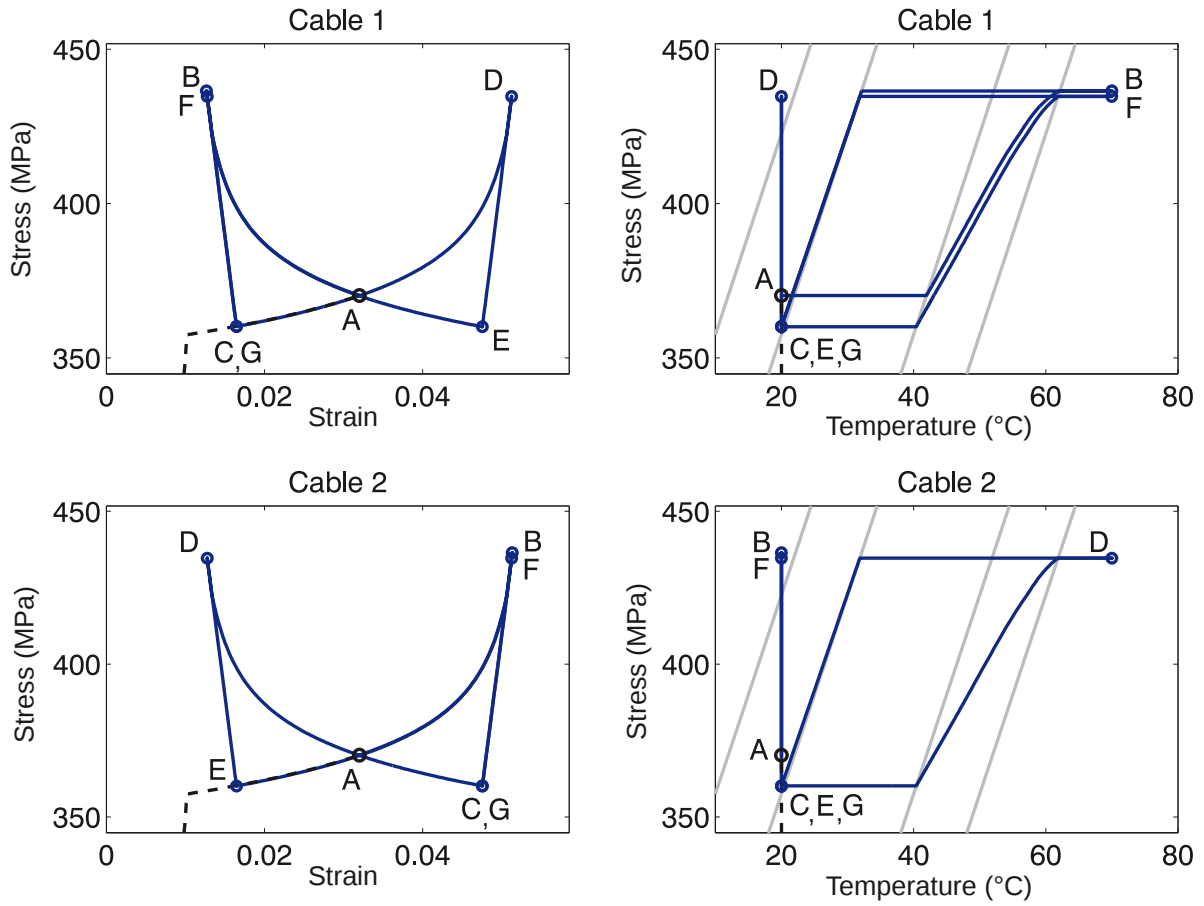 Cable 1
Stress (MPa)
450
400
350
B
F
D
A
C,G
E
0
0.02
0.04
Strain
Cable 1
Stress (MPa)
450
400
350
D
B
F
A
C,E,G
20
40
60
80
Temperature (°C)
Cable 2
Stress (MPa)
450
400
350
D
B
F
E
A
C,G
0
0.02
0.04
Strain
Cable 2
Stress (MPa)
450
400
350
B
F
D
A
C,E,G
20
40
60
80
Temperature (°C)